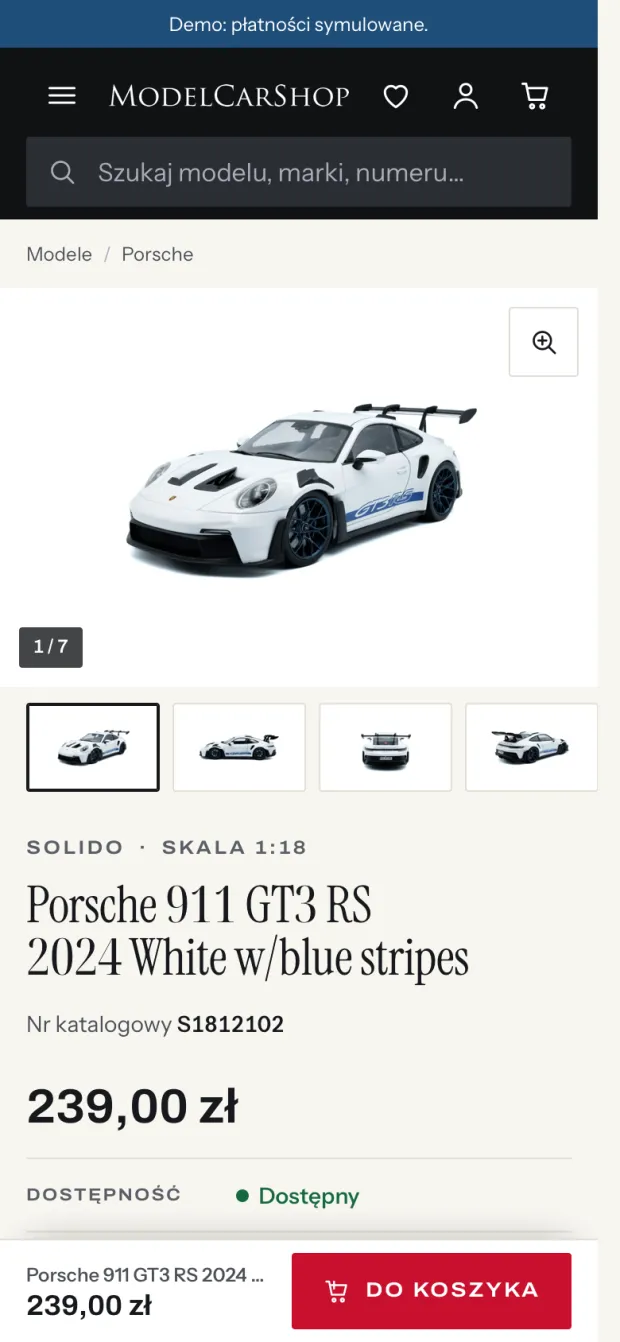 Demo: płatności symulowane.
MODELCARSHOP
Szukaj modelu, marki, numeru...
Modele / Porsche
GT3 RS
1 / 7
SOLIDO · SKALA 1:18
Porsche 911 GT3 RS
2024 White w/blue stripes
Nr katalogowy S1812102
239,00 zł
DOSTĘPNOŚĆ Dostępny
Porsche 911 GT3 RS 2024 ...
239,00 zł
DO KOSZYKA